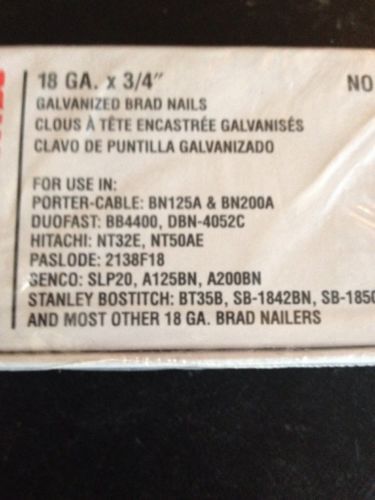 18 GA. x 3/4" NO
GALVANIZED BRAD NAILS
CLOUS À TÊTE ENCASTRÉE GALVANISÉS
CLAVO DE PUNTILLA GALVANIZADO
FOR USE IN:
PORTER-CABLE: BN125A & BN200A
DUOFAST: BB4400, DBN-4052C
HITACHI: NT32E, NT50AE
PASLODE: 2138F18
SENCO: SLP20, A125BN, A200BN
STANLEY BOSTITCH: BT35B, SB-1842BN, SB-1850
AND MOST OTHER 18 GA. BRAD NAILERS